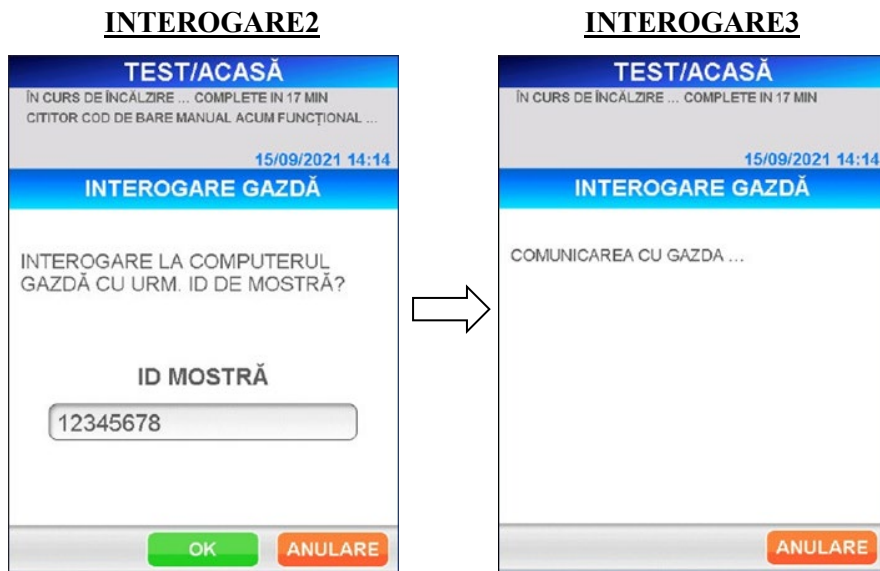 INTEROGARE2
TEST/ACASĂ
ÎN CURS DE ÎNCĂLZIRE ... COMPLETE IN 17 MIN
CITITOR COD DE BARE MANUAL ACUM FUNCȚIONAL ...
15/09/2021 14:14
INTEROGARE GAZDĂ
INTEROGARE LA COMPUTERUL
GAZDĂ CU URM. ID DE MOSTRĂ?
ID MOSTRĂ
12345678
OK
ANULARE
INTEROGARE3
TEST/ACASĂ
ÎN CURS DE ÎNCĂLZIRE ... COMPLETE IN 17 MIN
15/09/2021 14:14
INTEROGARE GAZDĂ
COMUNICAREA CU GAZDA ...
ANULARE